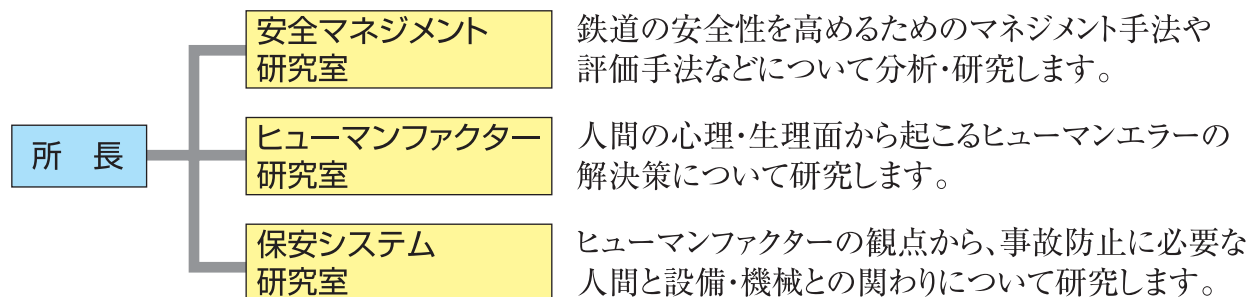 所　長
安全マネジメント
研究室
鉄道の安全性を高めるためのマネジメント手法や
評価手法などについて分析・研究します。
ヒューマンファクター
研究室
人間の心理・生理面から起こるヒューマンエラーの
解決策について研究します。
保安システム
研究室
ヒューマンファクターの観点から、事故防止に必要な
人間と設備・機械との関わりについて研究します。